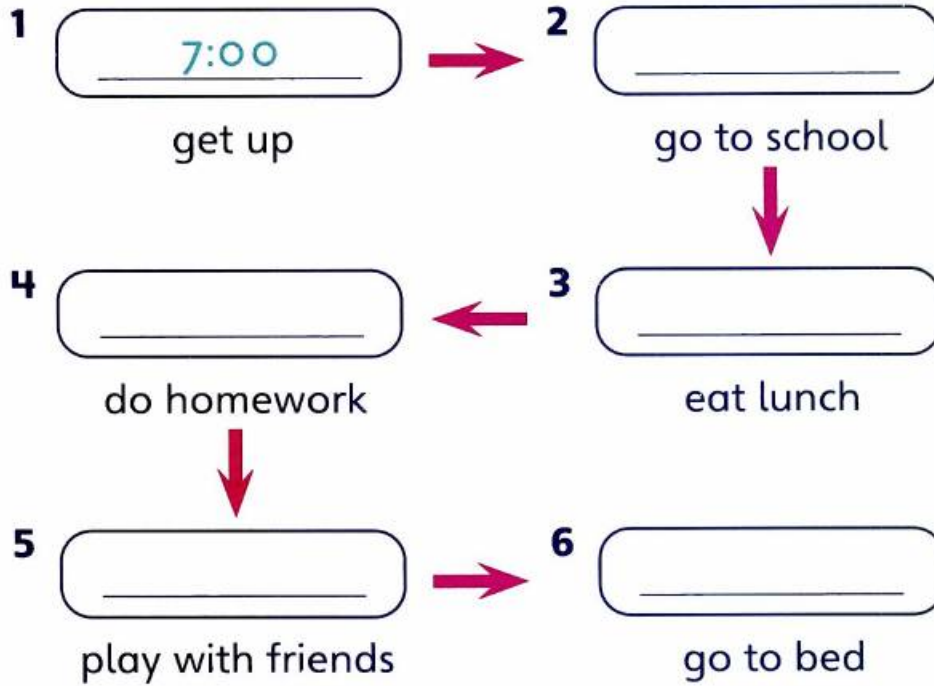 1 7:00
get up
2
go to school
3
eat lunch
4
do homework
5
play with friends
6
go to bed